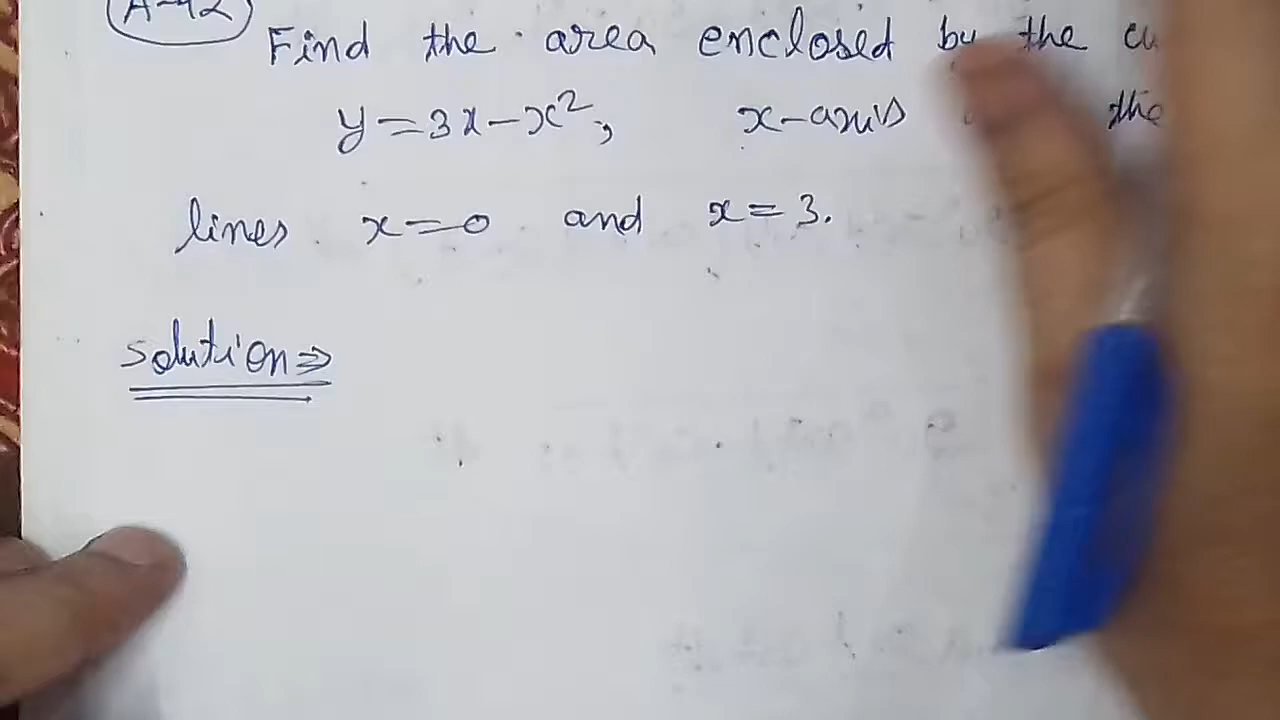 Find the area enclosed by the
y = 3x - x², x-axis the
lines x = 0 and x = 3.
Solution ⇒